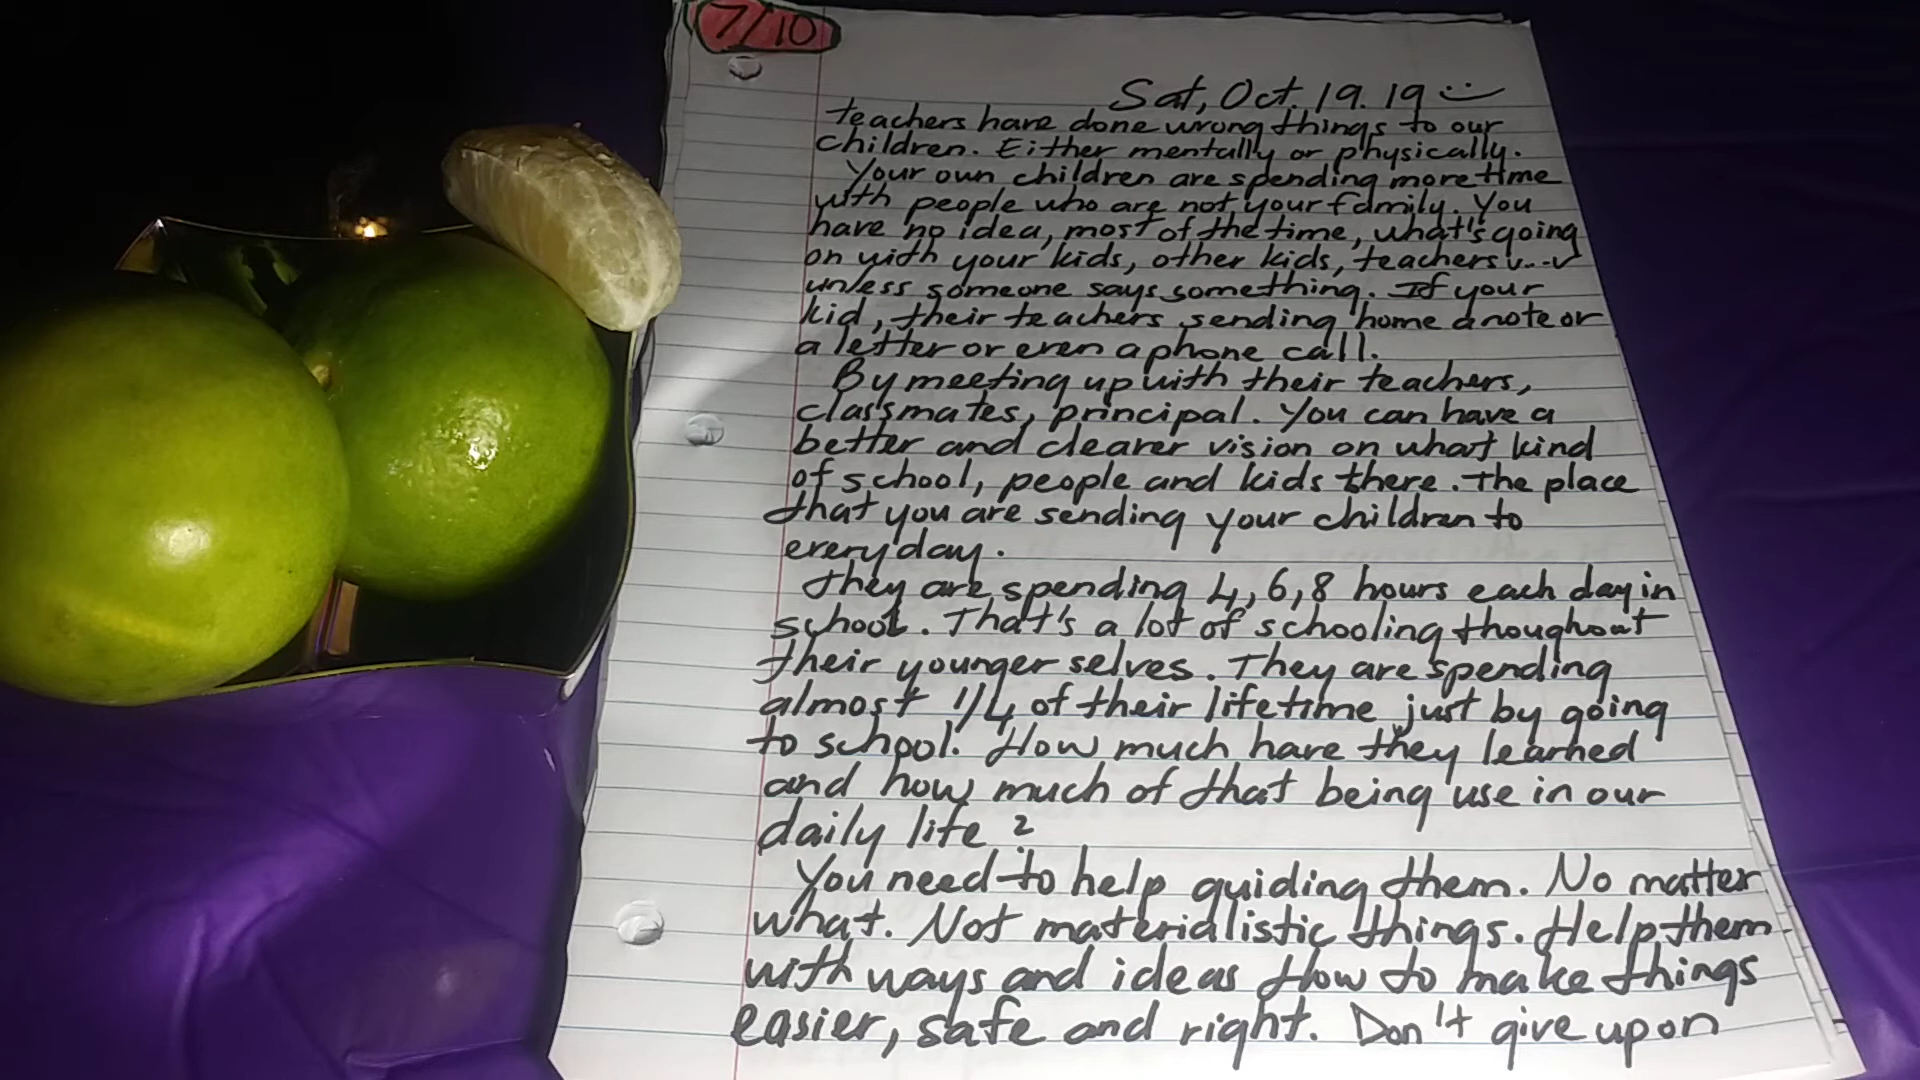 7/10
Sat, Oct. 19. 19
teachers have done wrong things to our
children. Either mentally or physically.
Your own children are spending more time
with people who are not your family. You
have no idea, most of the time, what's going
on with your kids, other kids, teachers
unless someone says something. If your
kid, their teachers sending home a note or
a letter or even a phone call.
By meeting up with their teachers,
classmates, principal. You can have a
better and clearer vision on what kind
of school, people and kids there. The place
that you are sending your children to
everyday.
They are spending 4, 6, 8 hours each day in
school. That's a lot of schooling thoughout
their younger selves. They are spending
almost 1/4 of their lifetime just by going
to school. How much have they learned
and how much of that being use in our
daily life?
You need to help guiding them. No matter
what. Not materialistic things. Help them
with ways and ideas How to make things
easier, safe and right. Don't give up on